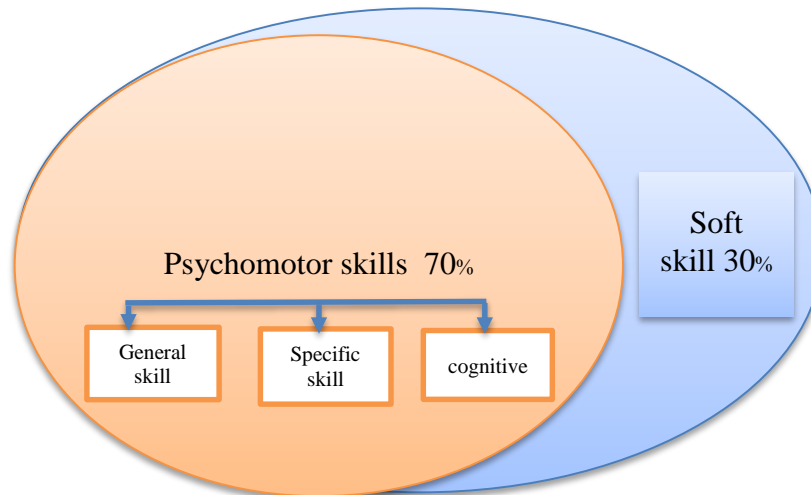 Soft
skill 30%
Psychomotor skills 70%
General
skill
Specific
skill
cognitive